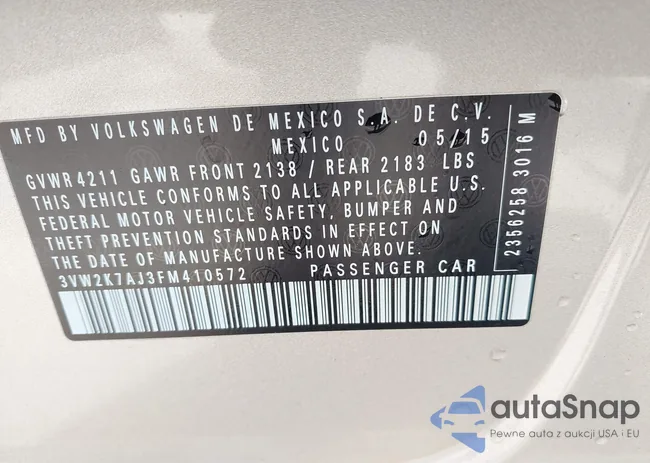 MFD BY VOLKSWAGEN DE MEXICO S.A. DE C.V.
MEXICO 05/15
GVWR 4211 GAWR FRONT 2138 / REAR 2183 LBS
THIS VEHICLE CONFORMS TO ALL APPLICABLE U.S.
FEDERAL MOTOR VEHICLE SAFETY, BUMPER AND
THEFT PREVENTION STANDARDS IN EFFECT ON
THE DATE OF MANUFACTURE SHOWN ABOVE.
3VW2K7AJ3FM410572 PASSENGER CAR
2356258 3016 M
autaSnap
Pewne auta z aukcji USA i EU